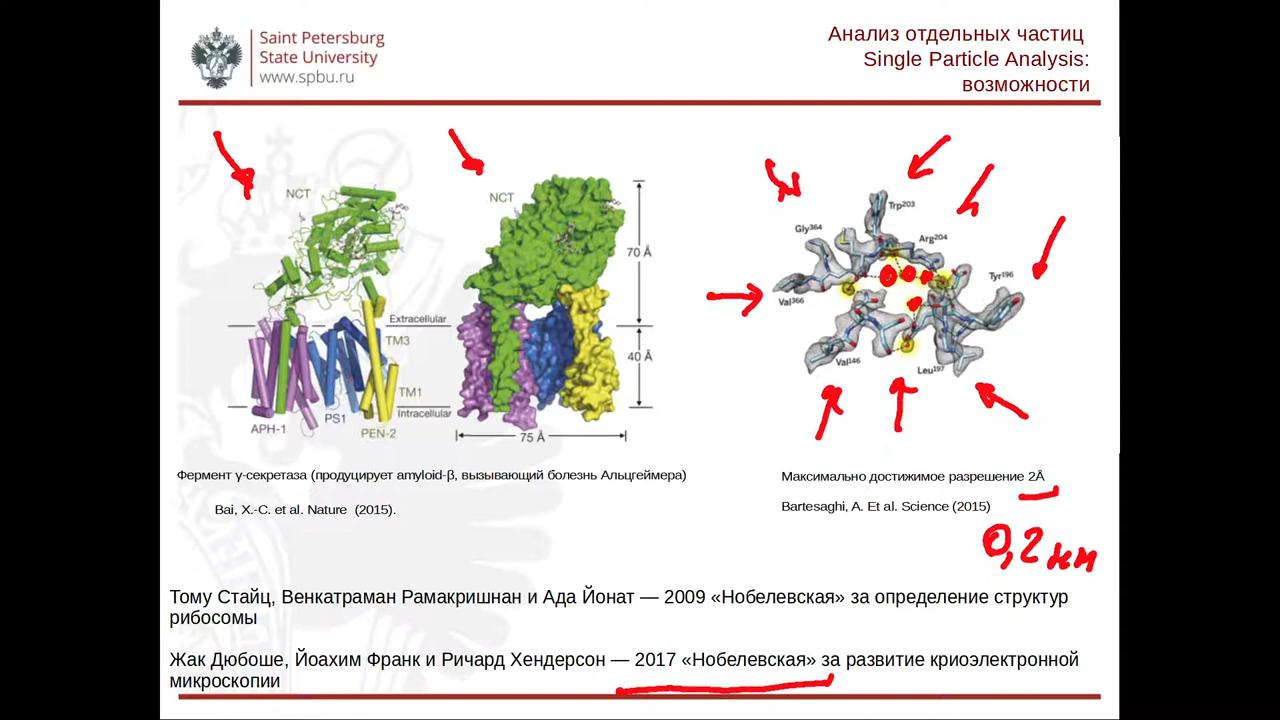 Saint Petersburg
State University
www.spbu.ru
Анализ отдельных частиц
Single Particle Analysis:
возможности
NCT
Extracellular
TM3
TM1
Intracellular
APH-1
PS1
PEN-2
NCT
70 Å
40 Å
75 Å
Trp203
Gly364
Arg204
Tyr196
Val366
Val146
Leu197
Фермент γ-секретаза (продуцирует amyloid-β, вызывающий болезнь Альцгеймера)
Bai, X.-C. et al. Nature (2015).
Максимально достижимое разрешение 2Å
Bartesaghi, A. Et al. Science (2015)
0,2 нм
Тому Стайц, Венкатраман Рамакришнан и Ада Йонат — 2009 «Нобелевская» за определение структур
рибосомы
Жак Дюбоше, Йоахим Франк и Ричард Хендерсон — 2017 «Нобелевская» за развитие криоэлектронной
микроскопии